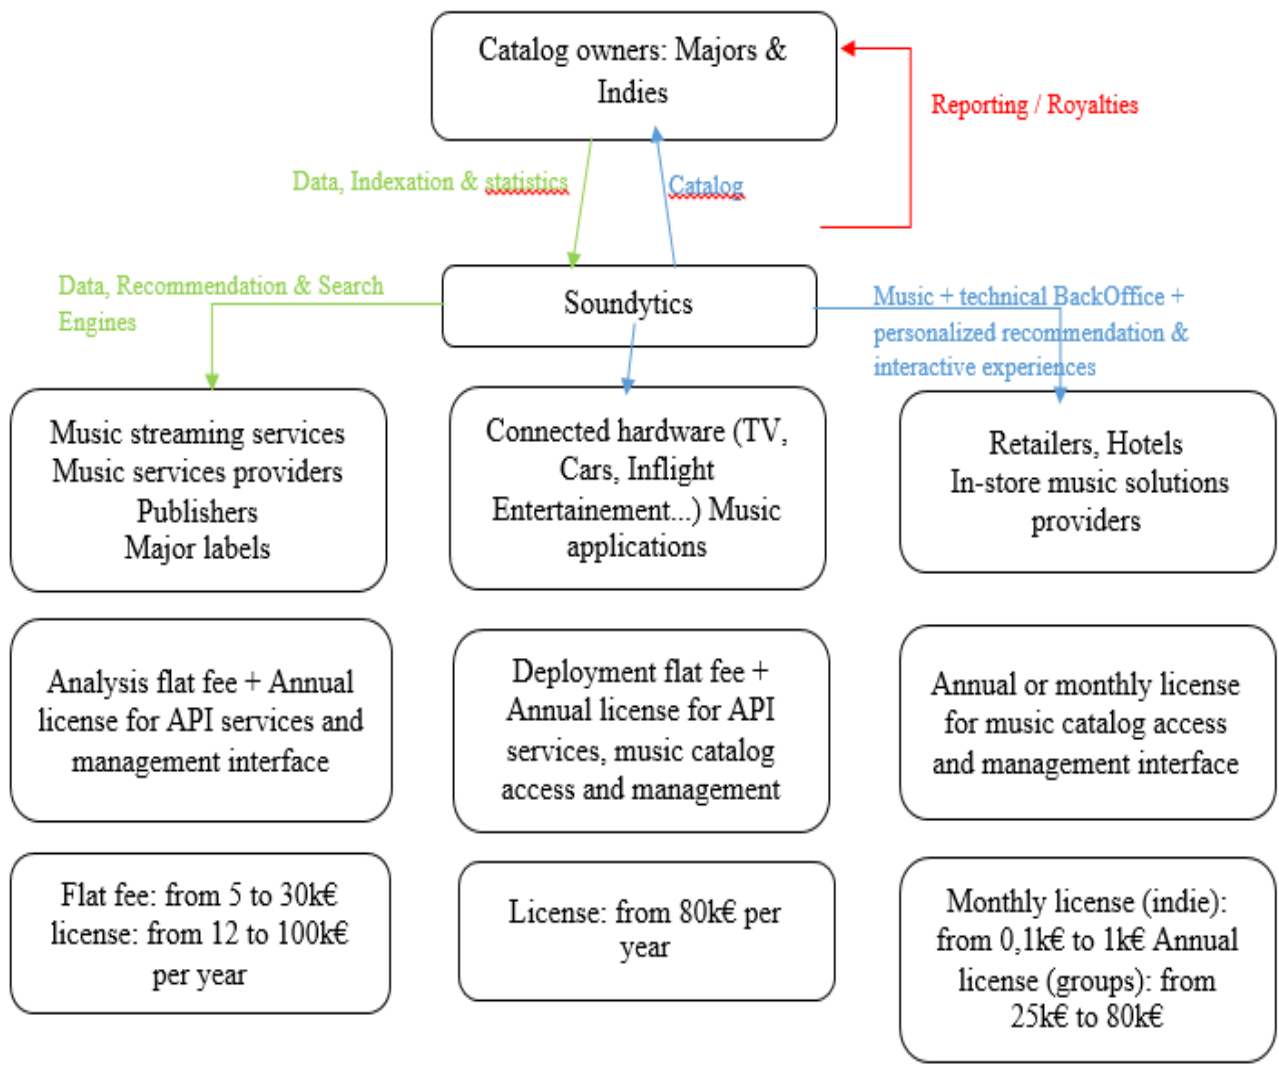 Catalog owners: Majors &
Indies
Reporting / Royalties
Data, Indexation & statistics
Catalog
Data, Recommendation & Search
Engines
Soundytics
Music + technical BackOffice +
personalized recommendation &
interactive experiences
Music streaming services
Music services providers
Publishers
Major labels
Connected hardware (TV,
Cars, Inflight
Entertainement...) Music
applications
Retailers, Hotels
In-store music solutions
providers
Analysis flat fee + Annual
license for API services and
management interface
Deployment flat fee +
Annual license for API
services, music catalog
access and management
Annual or monthly license
for music catalog access
and management interface
Flat fee: from 5 to 30k€
license: from 12 to 100k€
per year
License: from 80k€ per
year
Monthly license (indie):
from 0,1k€ to 1k€ Annual
license (groups): from
25k€ to 80k€